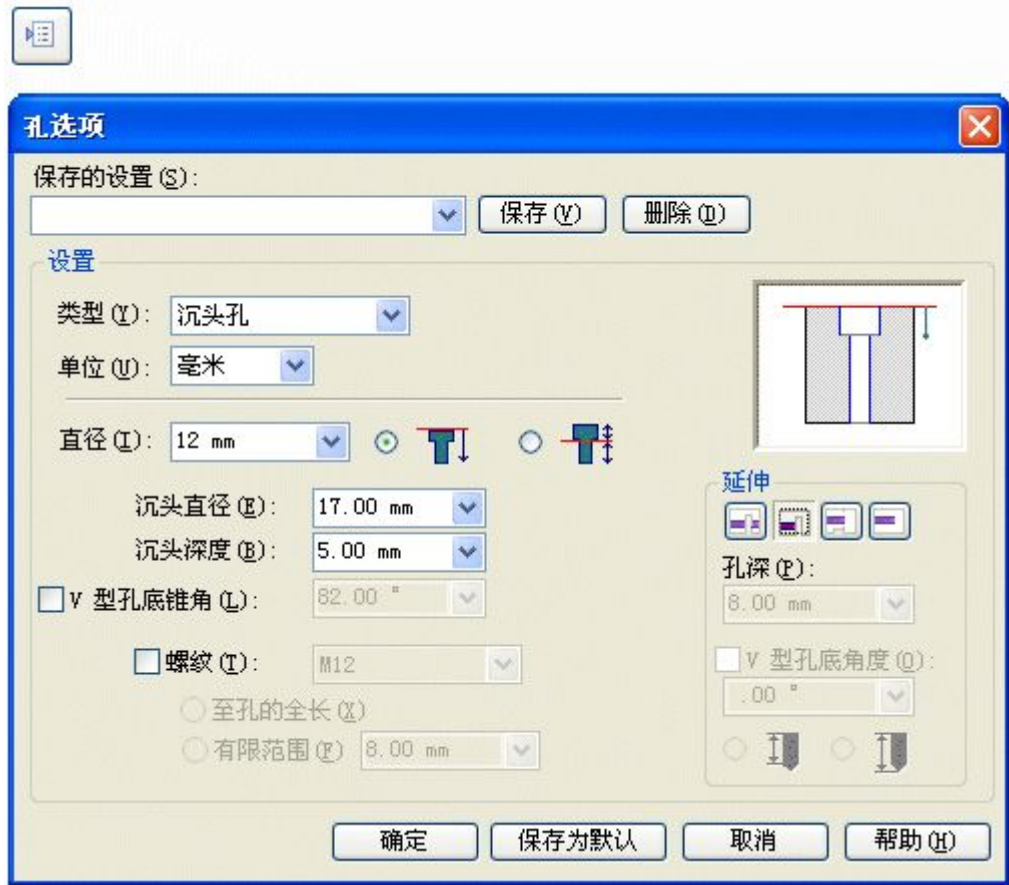 孔选项
保存的设置(S):
保存(V) 删除(D)
设置
类型(Y): 沉头孔
单位(U): 毫米
直径(I): 12 mm
沉头直径(E): 17.00 mm
沉头深度(B): 5.00 mm
V 型孔底锥角(L): 82.00 °
螺纹(T): M12
至孔的全长(X)
有限范围(F) 8.00 mm
延伸
孔深(P):
8.00 mm
V 型孔底角度(O):
.00 °
确定 保存为默认 取消 帮助(H)